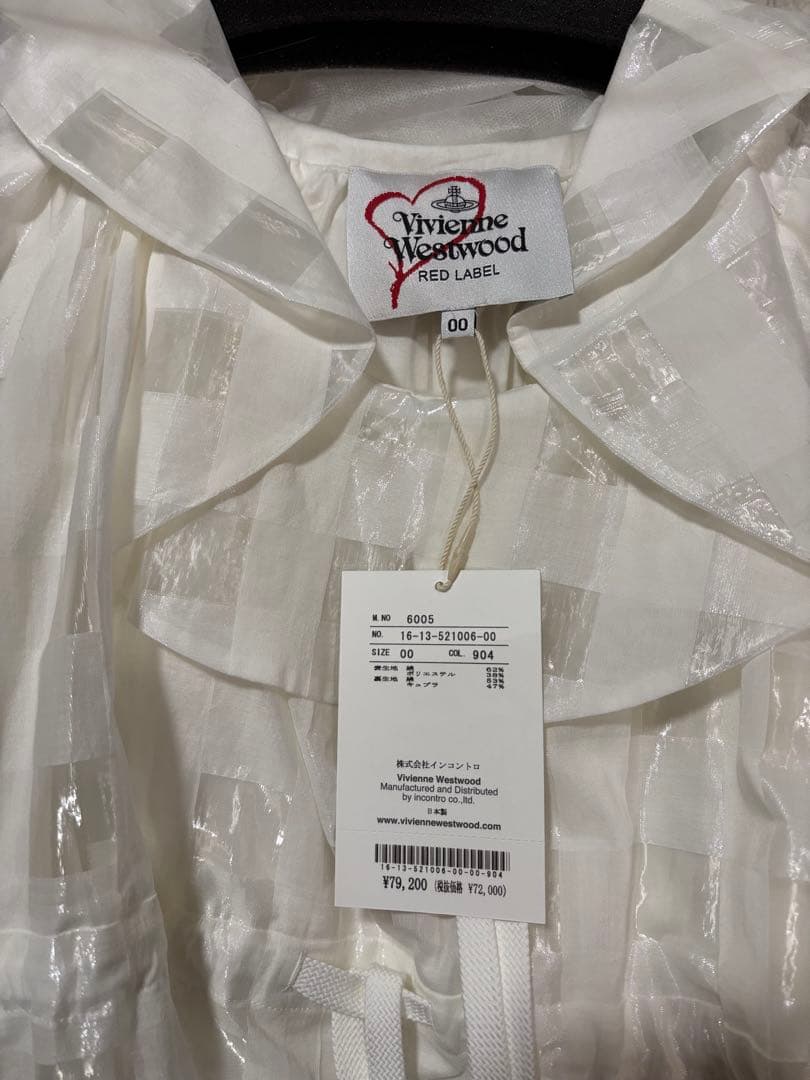 Vivienne
Westwood
RED LABEL
00
M.NO 6005
NO. 16-13-521006-00
SIZE 00 COL. 904
表生地 綿 62%
ポリエステル 38%
裏生地 綿 53%
キュプラ 47%
株式会社インコントロ
Vivienne Westwood
Manufactured and Distributed
by incontro co.,ltd.
日本製
www.viviennewestwood.com
16-13-521006-00-00-904
¥79,200 (税抜価格 ¥72,000)